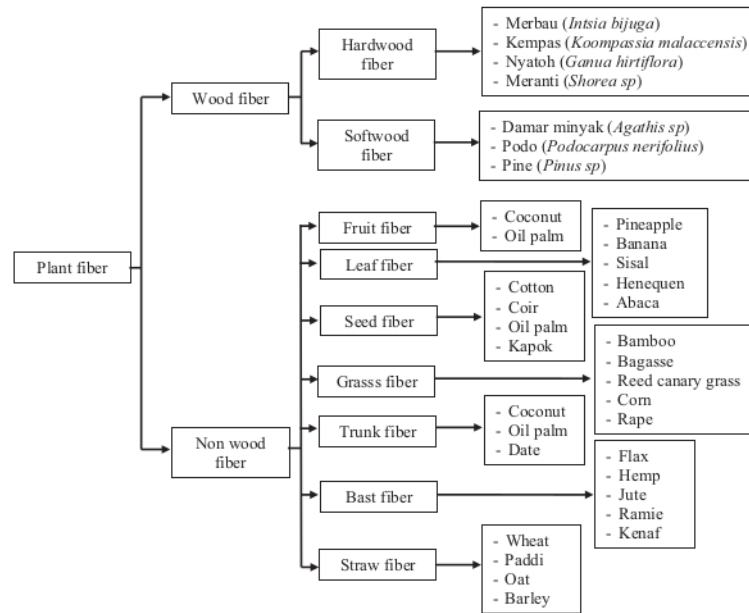 Plant fiber
Wood fiber
Hardwood
fiber
- Merbau (Intsia bijuga)
- Kempas (Koompassia malaccensis)
- Nyatoh (Ganua hirtiflora)
- Meranti (Shorea sp)
Softwood
fiber
- Damar minyak (Agathis sp)
- Podo (Podocarpus nerifolius)
- Pine (Pinus sp)
Non wood
fiber
Fruit fiber
- Coconut
- Oil palm
Leaf fiber
- Pineapple
- Banana
- Sisal
- Henequen
- Abaca
Seed fiber
- Cotton
- Coir
- Oil palm
- Kapok
Grasss fiber
- Bamboo
- Bagasse
- Reed canary grass
- Corn
- Rape
Trunk fiber
- Coconut
- Oil palm
- Date
Bast fiber
- Flax
- Hemp
- Jute
- Ramie
- Kenaf
Straw fiber
- Wheat
- Paddi
- Oat
- Barley